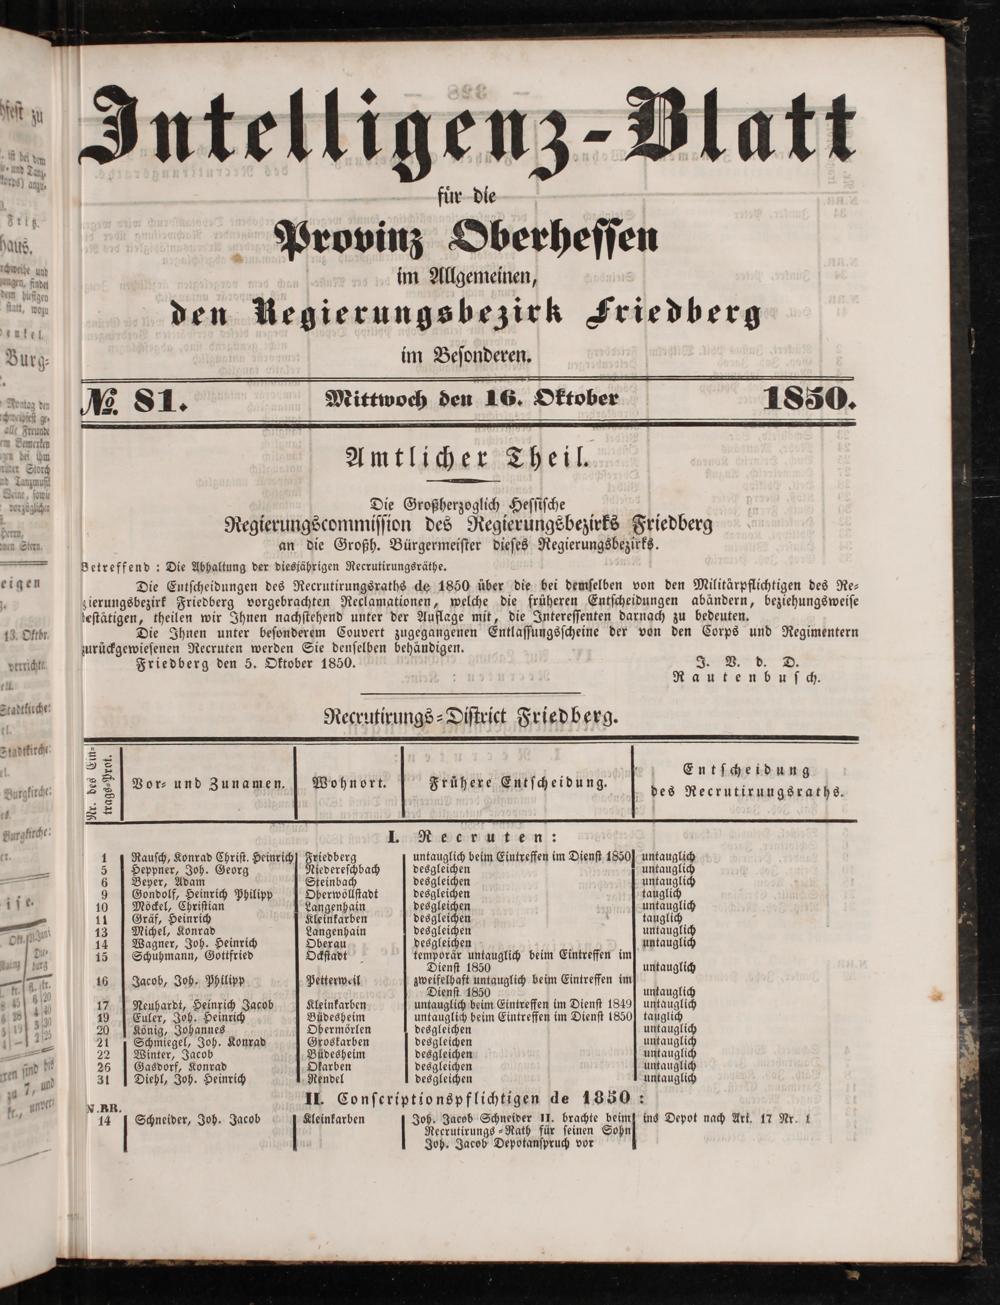 Intelligenz-Blatt
für die
Provinz Oberhessen
im Allgemeinen,
den Regierungsbezirk Friedberg
im Besonderen.
№. 81. Mittwoch den 16. Oktober 1850.
Amtlicher Theil.
Die Großherzoglich Hessische
Regierungscommission des Regierungsbezirks Friedberg
an die Großh. Bürgermeister dieses Regierungsbezirks.
Betreffend: Die Abhaltung der diesjährigen Recrutirungsräthe.
Die Entscheidungen des Recrutirungsraths de 1850 über die bei demselben von den Militärpflichtigen des Re-
gierungsbezirk Friedberg vorgebrachten Reclamationen, welche die früheren Entscheidungen abändern, beziehungsweise
bestätigen, theilen wir Ihnen nachstehend unter der Auflage mit, die Interessenten darnach zu bedeuten.
Die Ihnen unter besonderem Couvert zugegangenen Entlassungsscheine der von den Corps und Regimentern
zurückgewiesenen Recruten werden Sie denselben behändigen.
Friedberg den 5. Oktober 1850. J. V. d. D.
Rautenbusch.
Recrutirungs-District Friedberg.
Nr. des Ein-
trags-Prot. Vor- und Zunamen. Wohnort. Frühere Entscheidung. Entscheidung
des Recrutirungsraths.
I. Recruten:
1 Rausch, Konrad Christ. Heinrich Friedberg untauglich beim Eintreffen im Dienst 1850 untauglich
5 Heppner, Joh. Georg Niedereschbach desgleichen untauglich
6 Beyer, Adam Steinbach desgleichen untauglich
9 Gondolf, Heinrich Philipp Oberwöllstadt desgleichen tauglich
10 Möckel, Christian Langenhain desgleichen untauglich
11 Gräf, Heinrich Kleinkarben desgleichen tauglich
13 Michel, Konrad Langenhain desgleichen untauglich
14 Wagner, Joh. Heinrich Oberau desgleichen untauglich
15 Schuhmann, Gottfried Ockstadt temporär untauglich beim Eintreffen im
Dienst 1850 untauglich
16 Jacob, Joh. Philipp Petterweil zweifelhaft untauglich beim Eintreffen im
Dienst 1850 untauglich
17 Neuhardt, Heinrich Jacob Kleinkarben untauglich beim Eintreffen im Dienst 1849 untauglich
19 Euler, Joh. Heinrich Büdesheim untauglich beim Eintreffen im Dienst 1850 tauglich
20 König, Johannes Obermörlen desgleichen untauglich
21 Schmiegel, Joh. Konrad Groskarben desgleichen untauglich
22 Winter, Jacob Büdesheim desgleichen untauglich
26 Gasdorf, Konrad Okarben desgleichen untauglich
31 Diehl, Joh. Heinrich Rendel desgleichen untauglich
II. Conscriptionspflichtigen de 1850:
N.RR.
14 Schneider, Joh. Jacob Kleinkarben Joh. Jacob Schneider II. brachte beim ins Depot nach Art. 17 Nr. 1
Recrutirungs-Rath für seinen Sohn
Joh. Jacob Depotanspruch vor